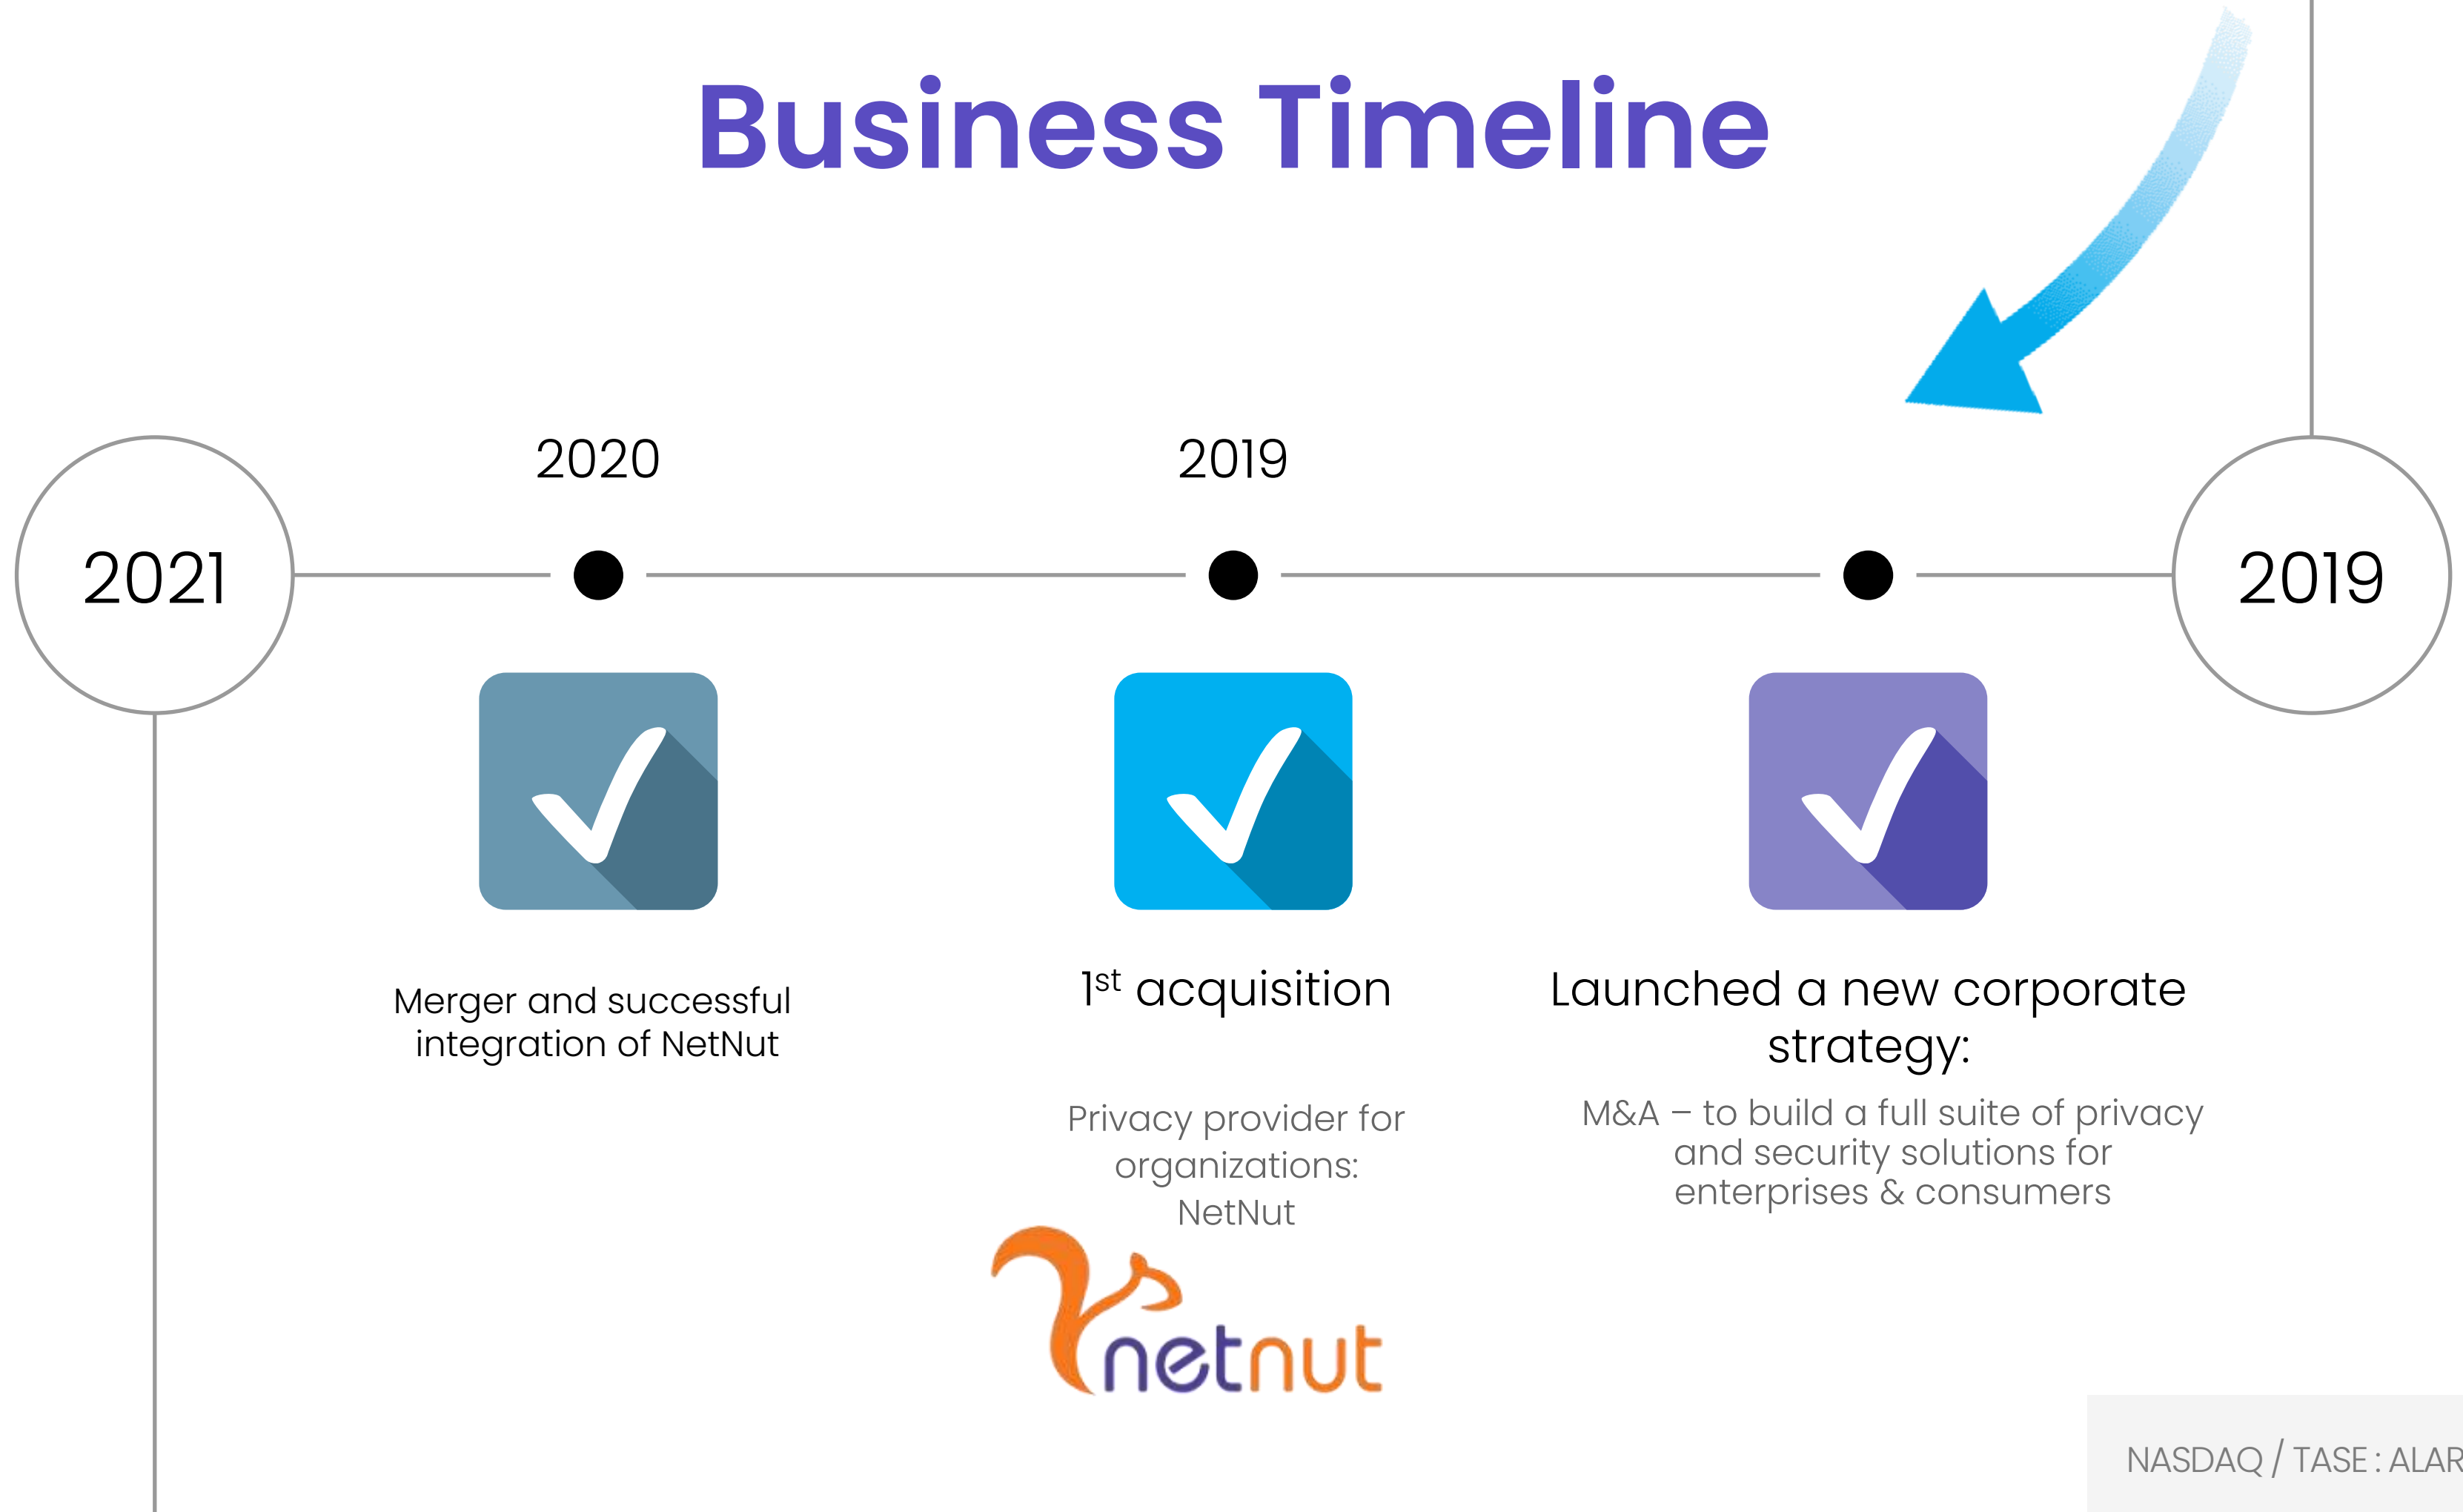 Business Timeline
2020
2019
2021
2019
Merger and successful
integration of NetNut
1st acquisition
Privacy provider for
organizations:
NetNut
netnut
Launched a new corporate
strategy:
M&A – to build a full suite of privacy
and security solutions for
enterprises & consumers
NASDAQ / TASE : ALAR